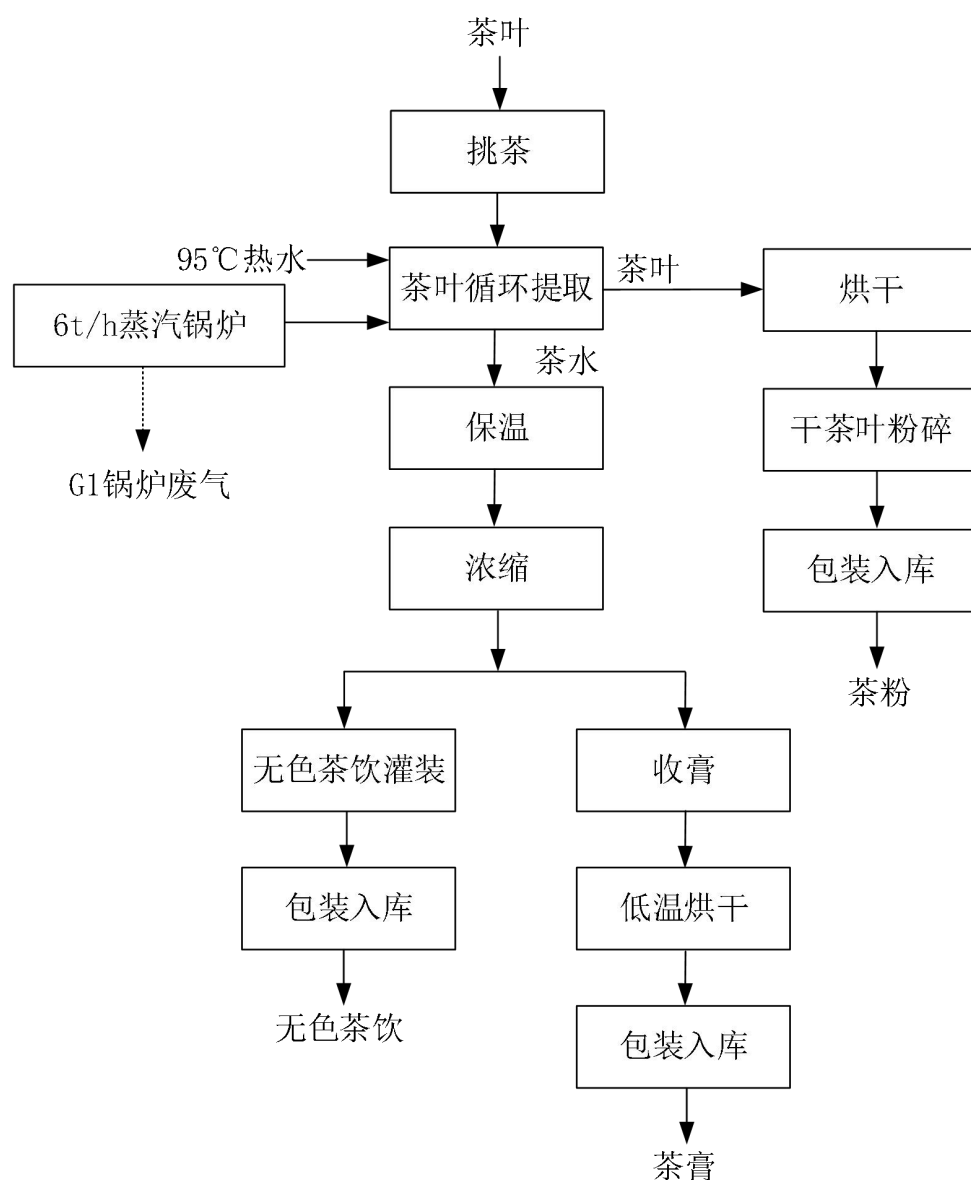 茶叶
挑茶
95℃热水
茶叶循环提取
茶叶
烘干
6t/h蒸汽锅炉
茶水
保温
干茶叶粉碎
G1锅炉废气
浓缩
包装入库
茶粉
无色茶饮灌装
收膏
包装入库
低温烘干
无色茶饮
包装入库
茶膏